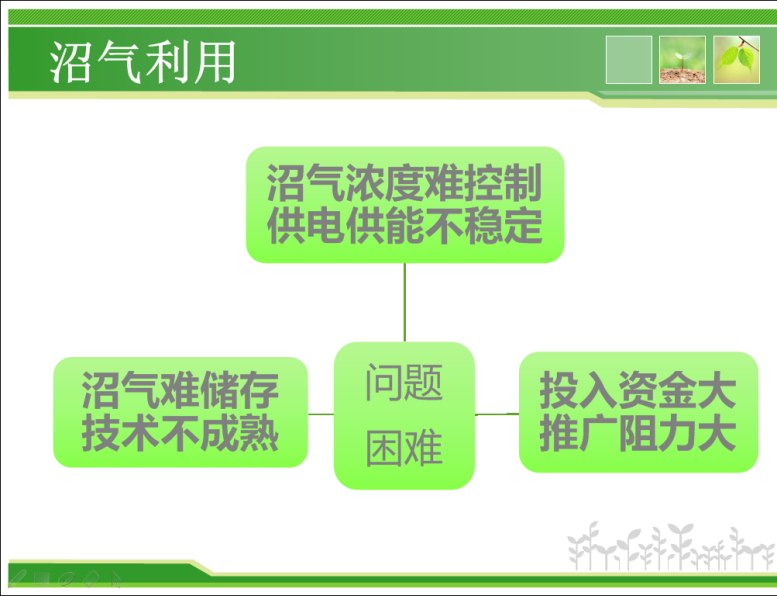 沼气利用
沼气浓度难控制
供电供能不稳定
沼气难储存
技术不成熟
问题
困难
投入资金大
推广阻力大